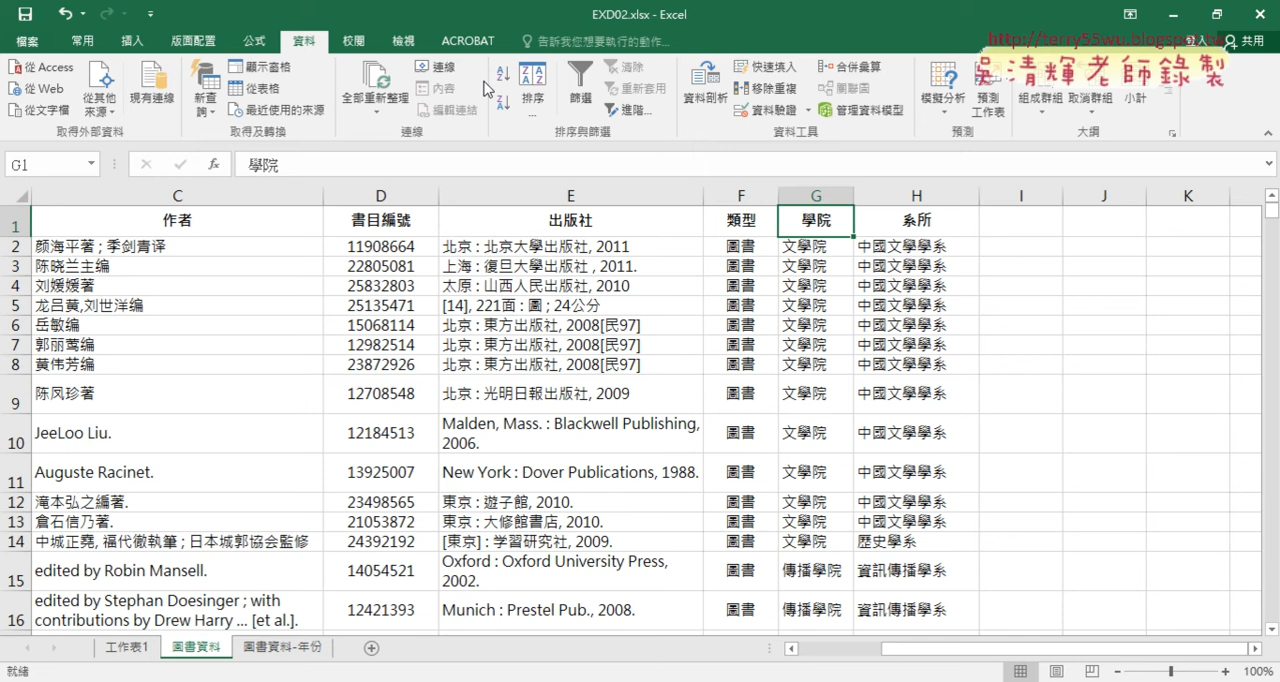 EXD02.xlsx - Excel
http://terry55wu.blogspot.tw
吳清輝老師錄製
檔案 常用 插入 版面配置 公式 資料 校閱 檢視 ACROBAT 告訴我您想要執行的動作... 登入 共用
從 Access
從 Web
從文字檔
從其他來源
現有連線
取得外部資料
新查詢
顯示窗格
從表格
最近使用的來源
取得及轉換
全部重新整理
連線
內容
編輯連結
連線
排序
篩選
清除
重新套用
進階...
排序與篩選
資料剖析
快速填入
移除重複
資料驗證
合併彙算
關聯圖
管理資料模型
資料工具
模擬分析
預測工作表
預測
組成群組
取消群組
小計
大綱
G1 fx 學院
C D E F G H I J K
1 作者 書目編號 出版社 類型 學院 系所
2 颜海平著 ; 季剑青译 11908664 北京 : 北京大學出版社, 2011 圖書 文學院 中國文學學系
3 陈晓兰主编 22805081 上海 : 復旦大學出版社 , 2011. 圖書 文學院 中國文學學系
4 刘媛媛著 25832803 太原 : 山西人民出版社, 2010 圖書 文學院 中國文學學系
5 龙吕黄,刘世洋编 25135471 [14], 221面 : 圖 ; 24公分 圖書 文學院 中國文學學系
6 岳敏编 15068114 北京 : 東方出版社, 2008[民97] 圖書 文學院 中國文學學系
7 郭丽莺编 12982514 北京 : 東方出版社, 2008[民97] 圖書 文學院 中國文學學系
8 黄伟芳编 23872926 北京 : 東方出版社, 2008[民97] 圖書 文學院 中國文學學系
9 陈风珍著 12708548 北京 : 光明日報出版社, 2009 圖書 文學院 中國文學學系
10 JeeLoo Liu. 12184513 Malden, Mass. : Blackwell Publishing, 2006. 圖書 文學院 中國文學學系
11 Auguste Racinet. 13925007 New York : Dover Publications, 1988. 圖書 文學院 中國文學學系
12 滝本弘之編著. 23498565 東京 : 遊子館, 2010. 圖書 文學院 中國文學學系
13 倉石信乃著. 21053872 東京 : 大修館書店, 2010. 圖書 文學院 中國文學學系
14 中城正堯, 福代徹執筆 ; 日本城郭協会監修 24392192 [東京] : 学習研究社, 2009. 圖書 文學院 歷史學系
15 edited by Robin Mansell. 14054521 Oxford : Oxford University Press, 2002. 圖書 傳播學院 資訊傳播學系
16 edited by Stephan Doesinger ; with contributions by Drew Harry ... [et al.]. 12421393 Munich : Prestel Pub., 2008. 圖書 傳播學院 資訊傳播學系
工作表1 圖書資料 圖書資料-年份
就緒 100%